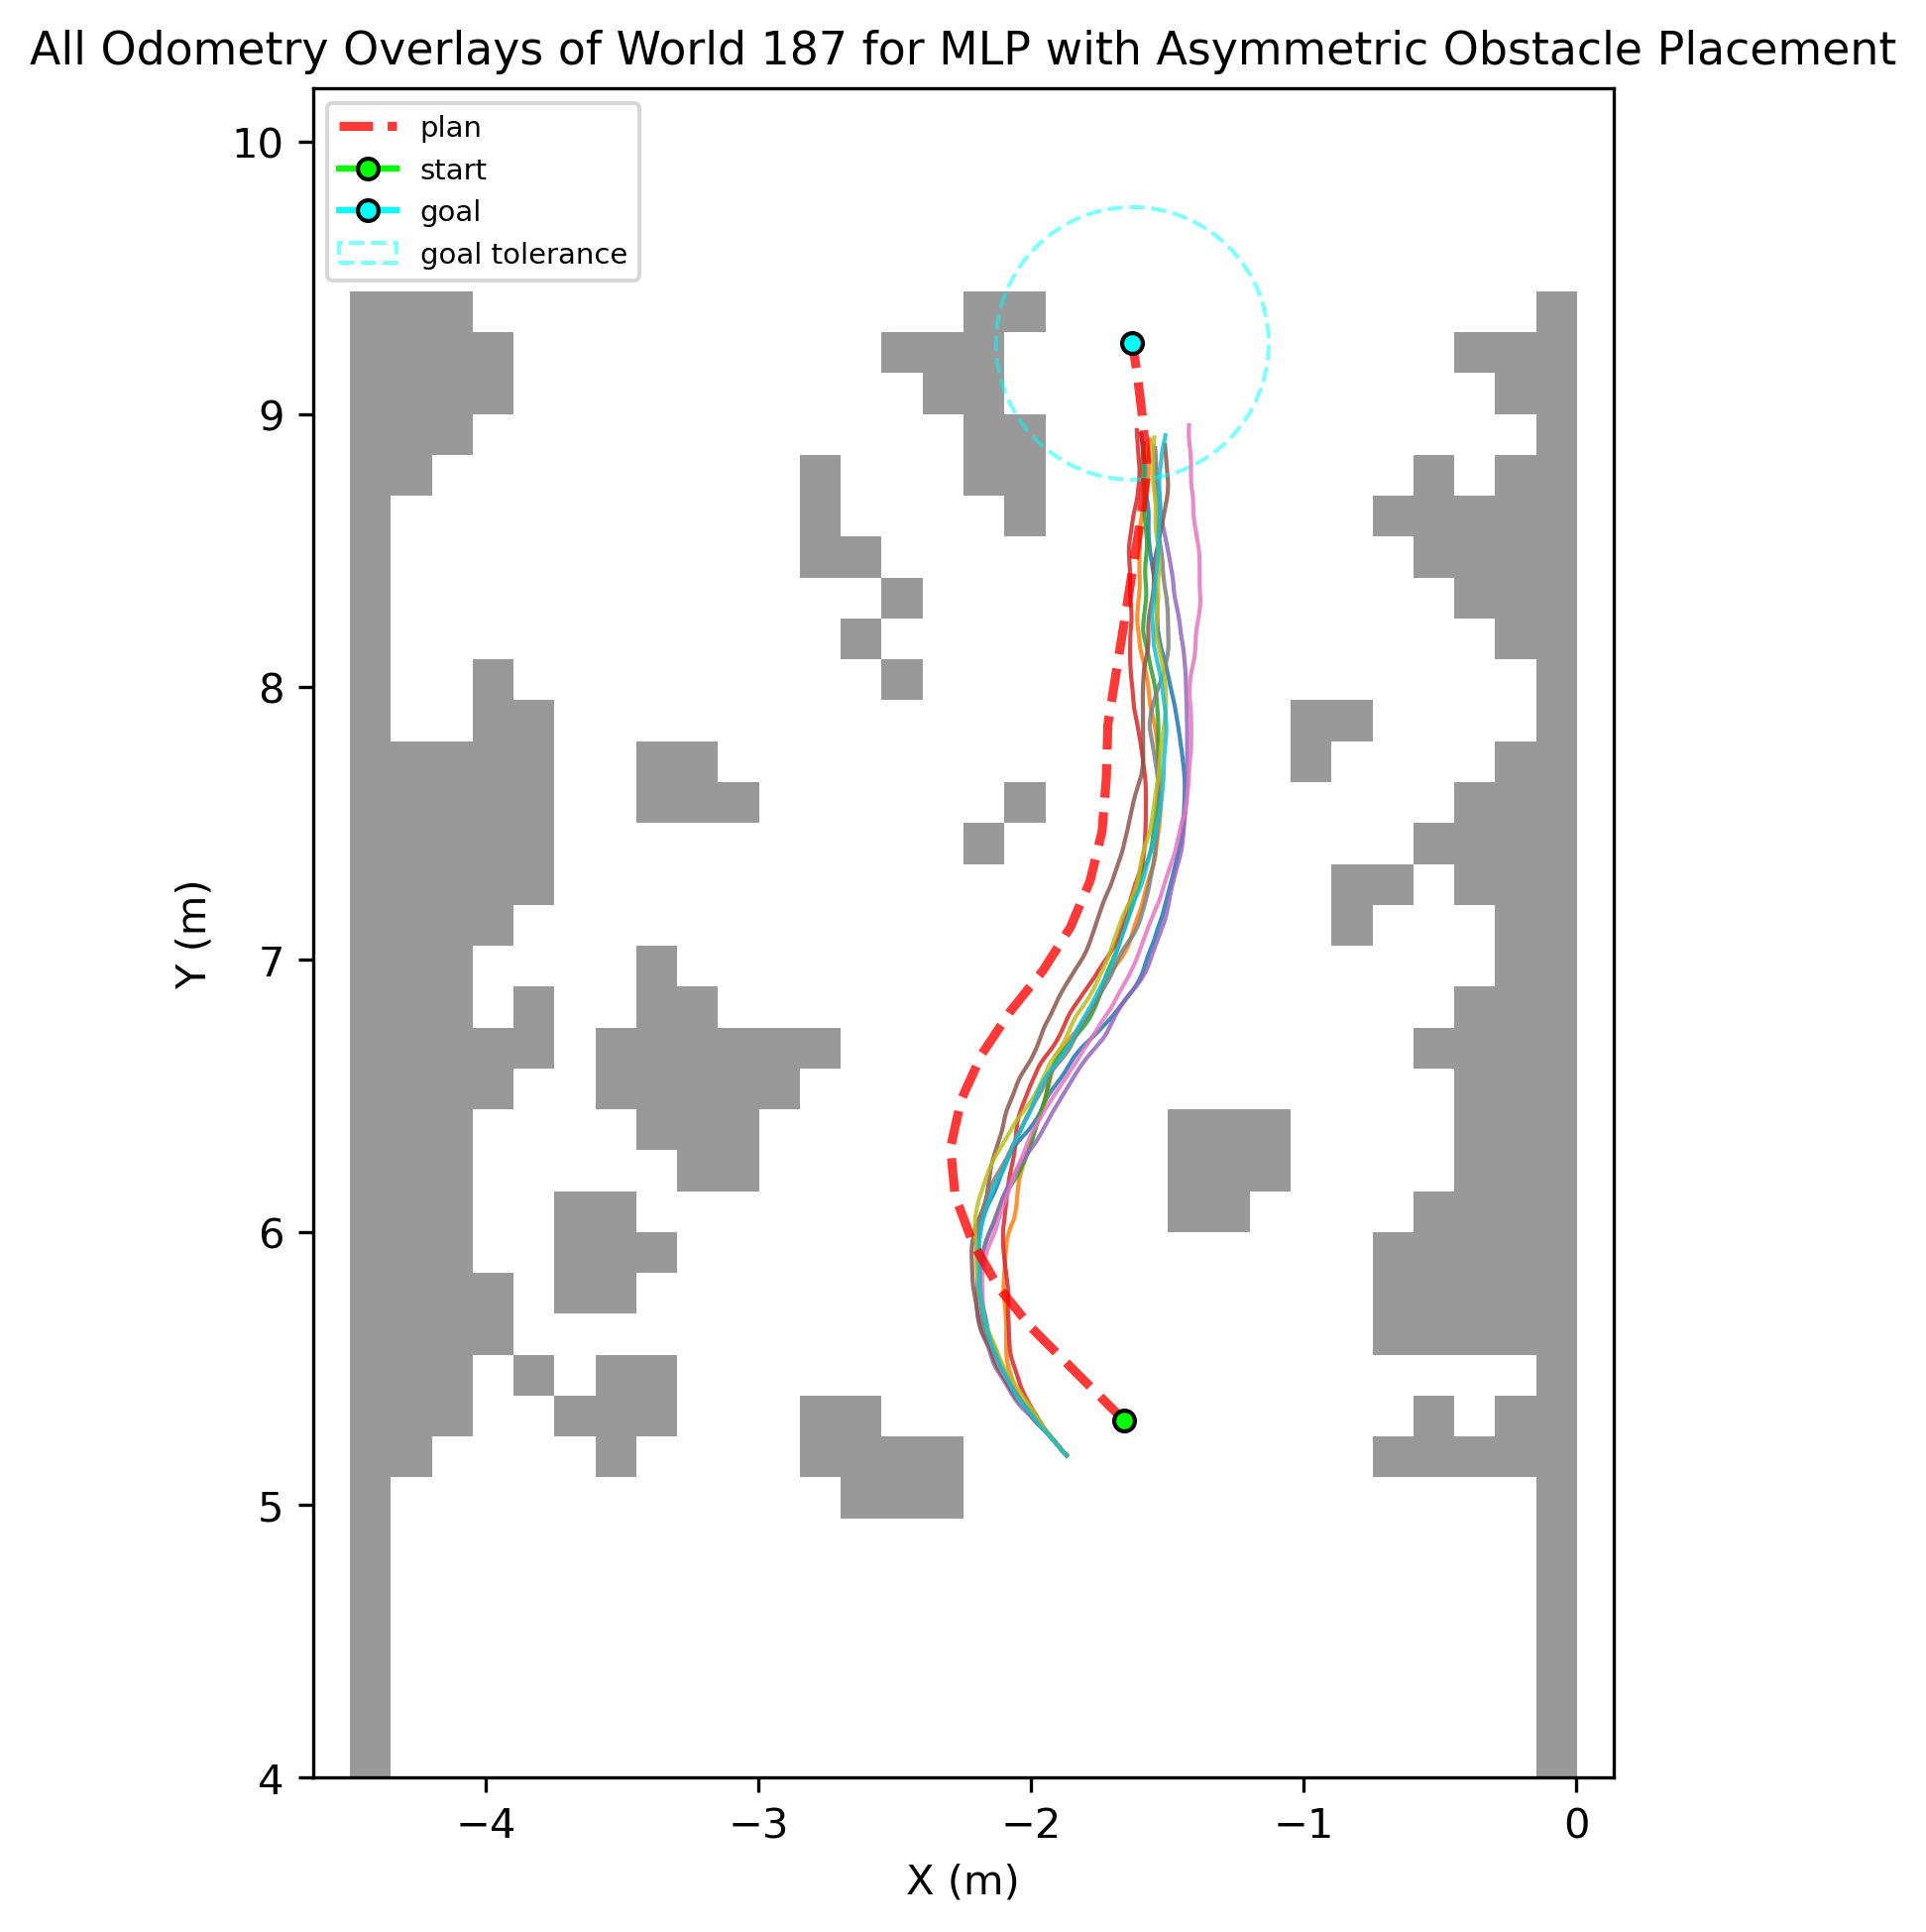 All Odometry Overlays of World 187 for MLP with Asymmetric Obstacle Placement
plan
start
goal
goal tolerance
10
9
8
7
6
5
4
Y (m)
−4
−3
−2
−1
0
X (m)